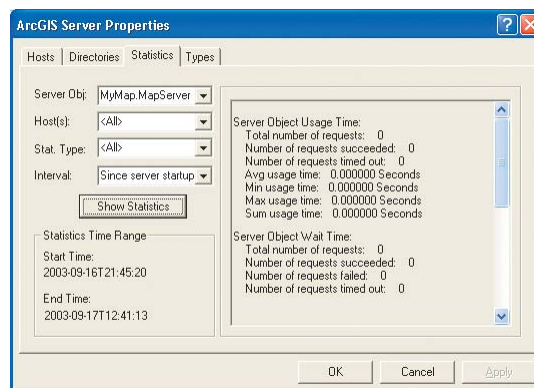 ArcGIS Server Properties
Hosts Directories Statistics Types
Server Obj: MyMap.MapServer
Host(s): <All>
Stat. Type: <All>
Interval: Since server startup
Show Statistics
Statistics Time Range
Start Time:
2003-09-16T21:45:20
End Time:
2003-09-17T12:41:13
Server Object Usage Time:
Total number of requests: 0
Number of requests succeeded: 0
Number of requests timed out: 0
Avg usage time: 0.000000 Seconds
Min usage time: 0.000000 Seconds
Max usage time: 0.000000 Seconds
Sum usage time: 0.000000 Seconds
Server Object Wait Time:
Total number of requests: 0
Number of requests succeeded: 0
Number of requests failed: 0
Number of requests timed out: 0
OK Cancel Apply